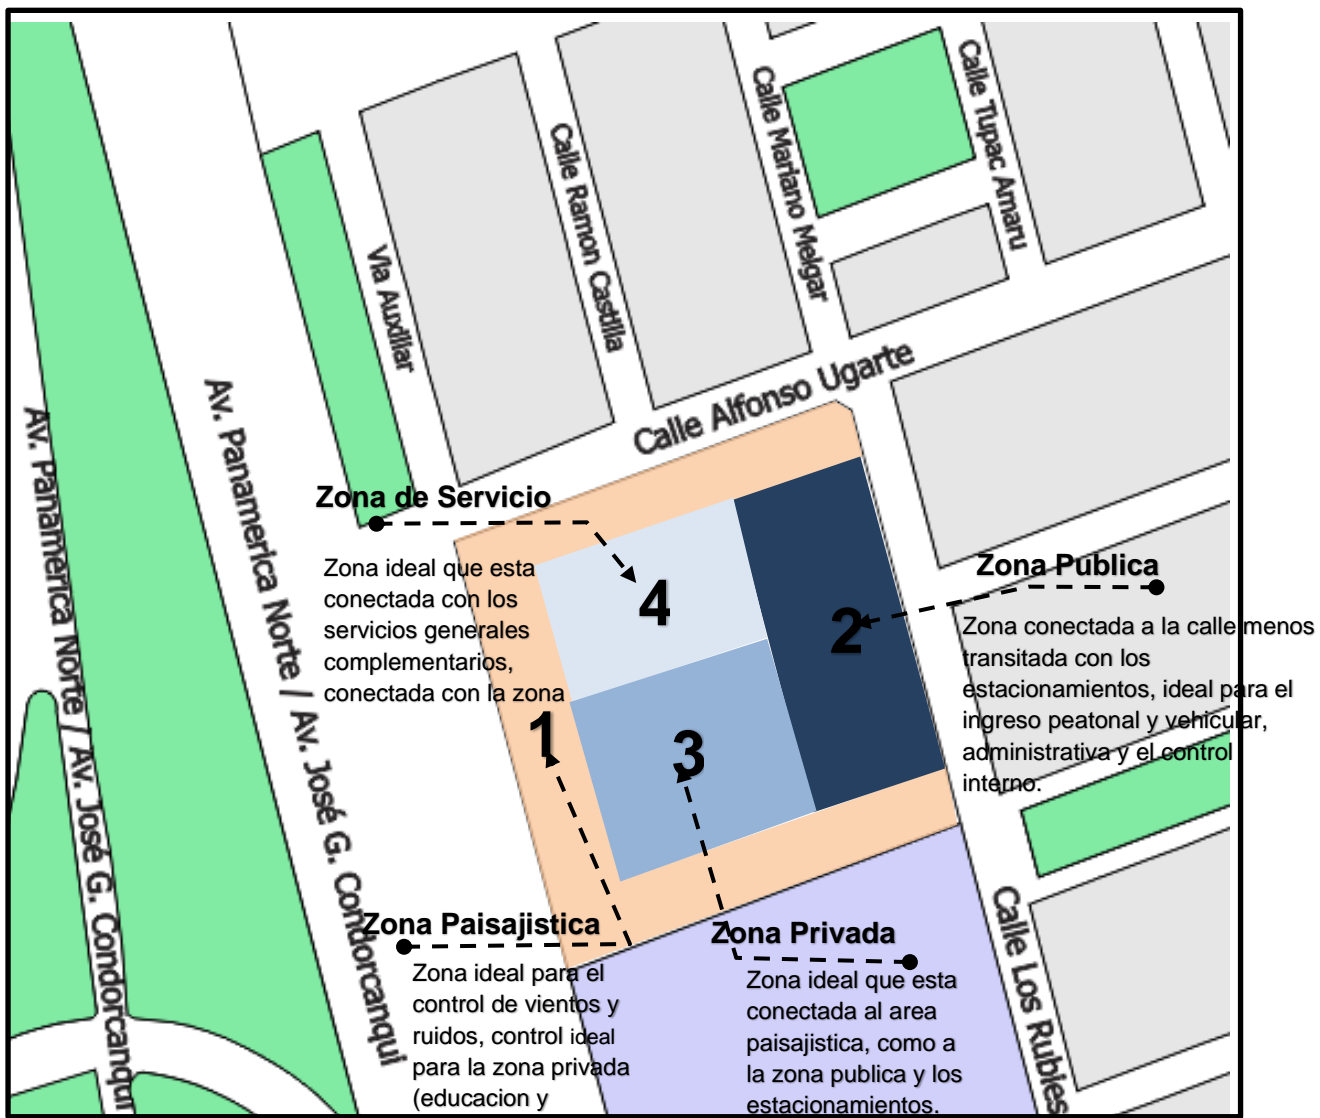 Calle Tupac Amaru
Calle Mariano Melgar
Calle Ramon Castilla
Via Auxiliar
Calle Alfonso Ugarte
Av. Panamerica Norte / Av. José G. Condorcanqui
Av. Panamerica Norte / Av. José G. Condorcanqui
Zona de Servicio
Zona ideal que esta
conectada con los
servicios generales
complementarios,
conectada con la zona
4
2
1
3
Zona Publica
Zona conectada a la calle menos
transitada con los
estacionamientos, ideal para el
ingreso peatonal y vehicular,
administrativa y el control
interno.
Calle Los Rubies
Zona Paisajistica
Zona ideal para el
control de vientos y
ruidos, control ideal
para la zona privada
(educacion y
Zona Privada
Zona ideal que esta
conectada al area
paisajistica, como a
la zona publica y los
estacionamientos.